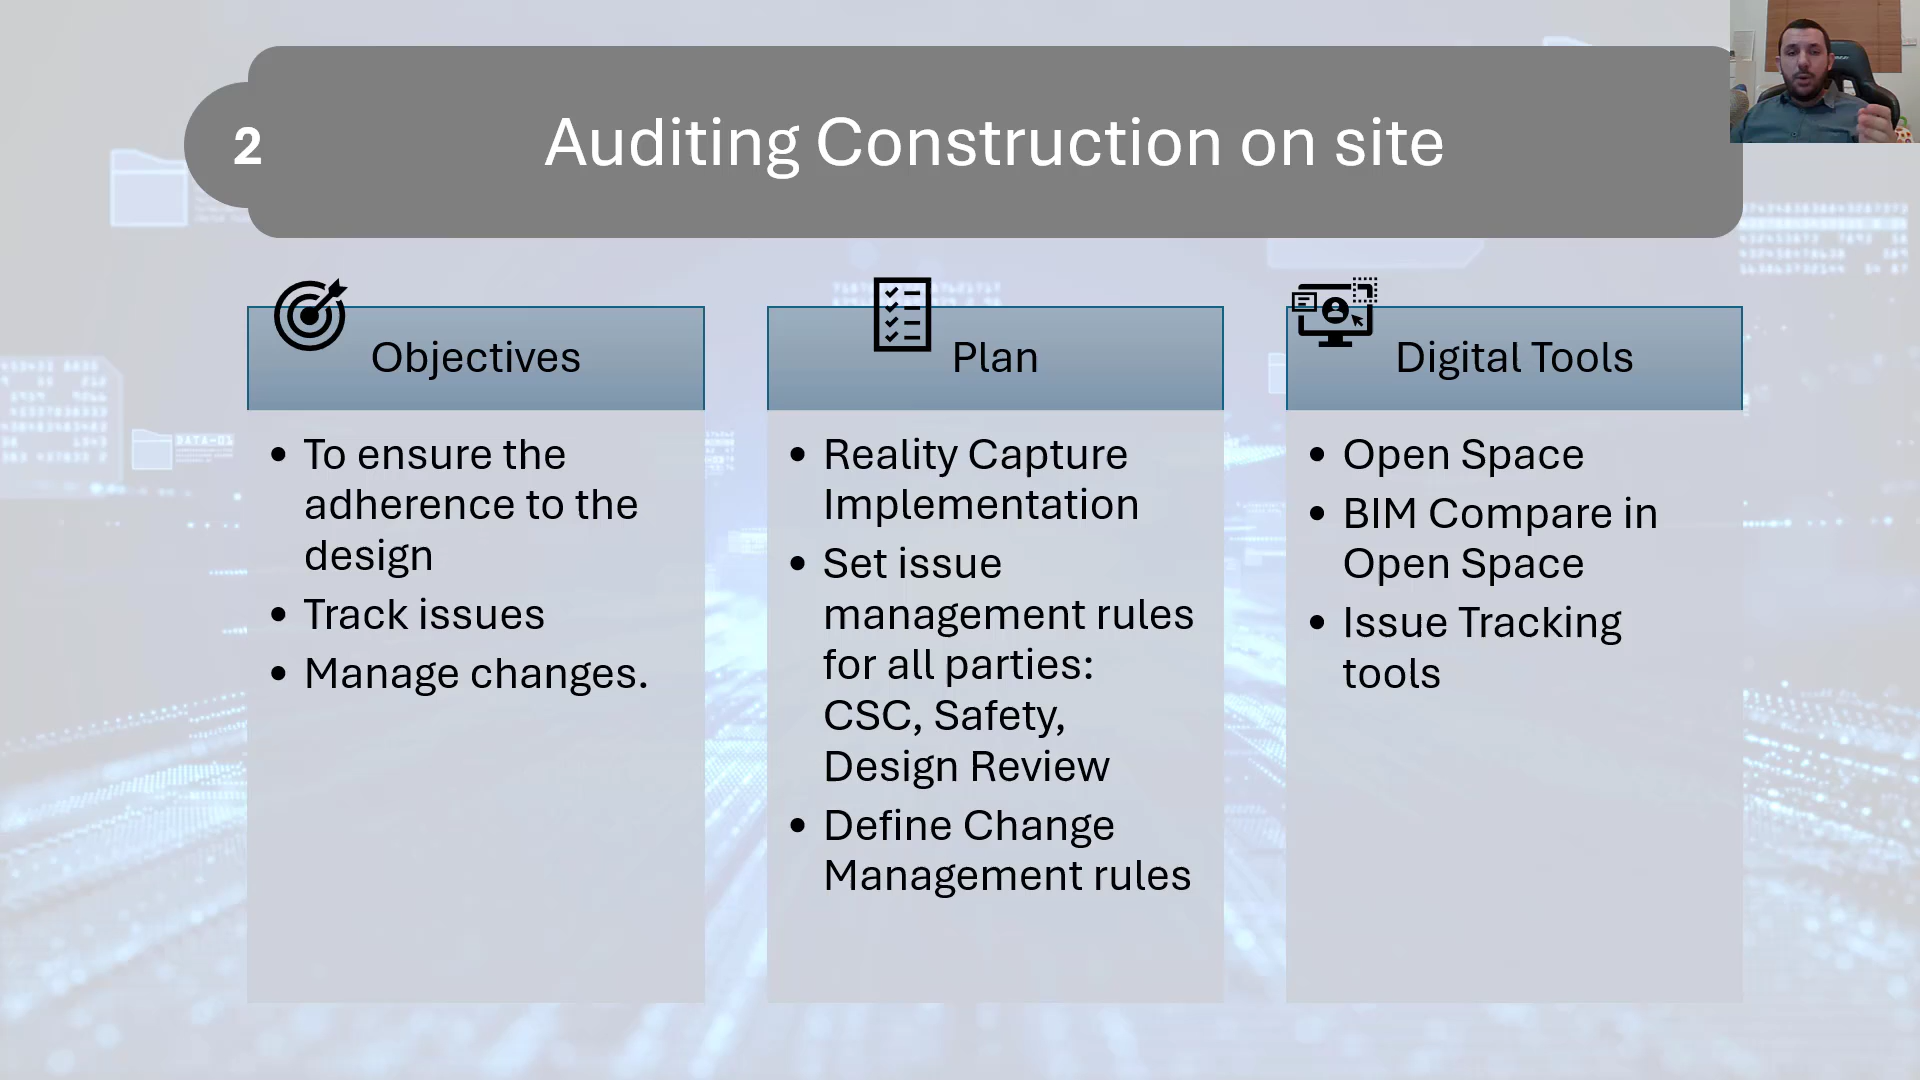 2
Auditing Construction on site
Objectives
• To ensure the
adherence to the
design
• Track issues
• Manage changes.
Plan
• Reality Capture
Implementation
• Set issue
management rules
for all parties:
CSC, Safety,
Design Review
• Define Change
Management rules
Digital Tools
• Open Space
• BIM Compare in
Open Space
• Issue Tracking
tools
DATA-01